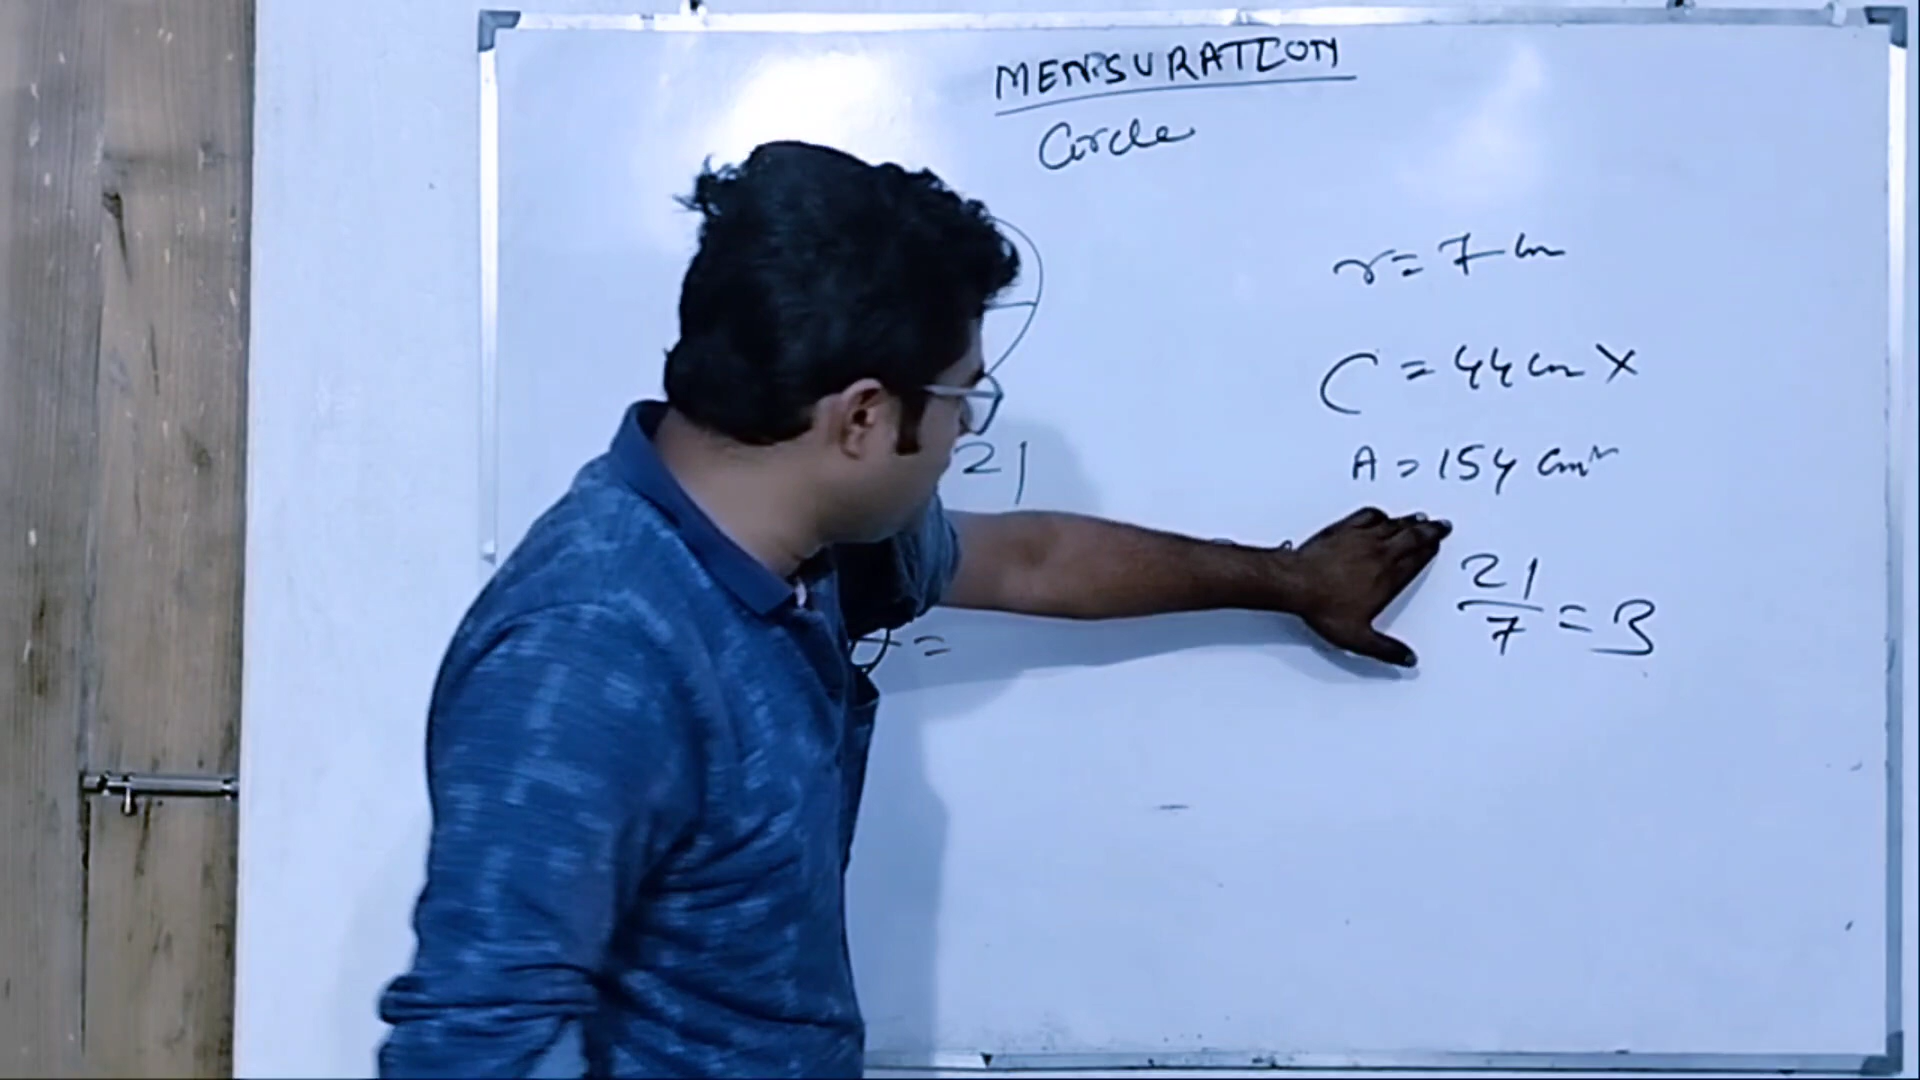 MENSURATION
Circle
r = 7 cm
C = 44 cm X
21
A = 154 cm²
21
7 = 3
=